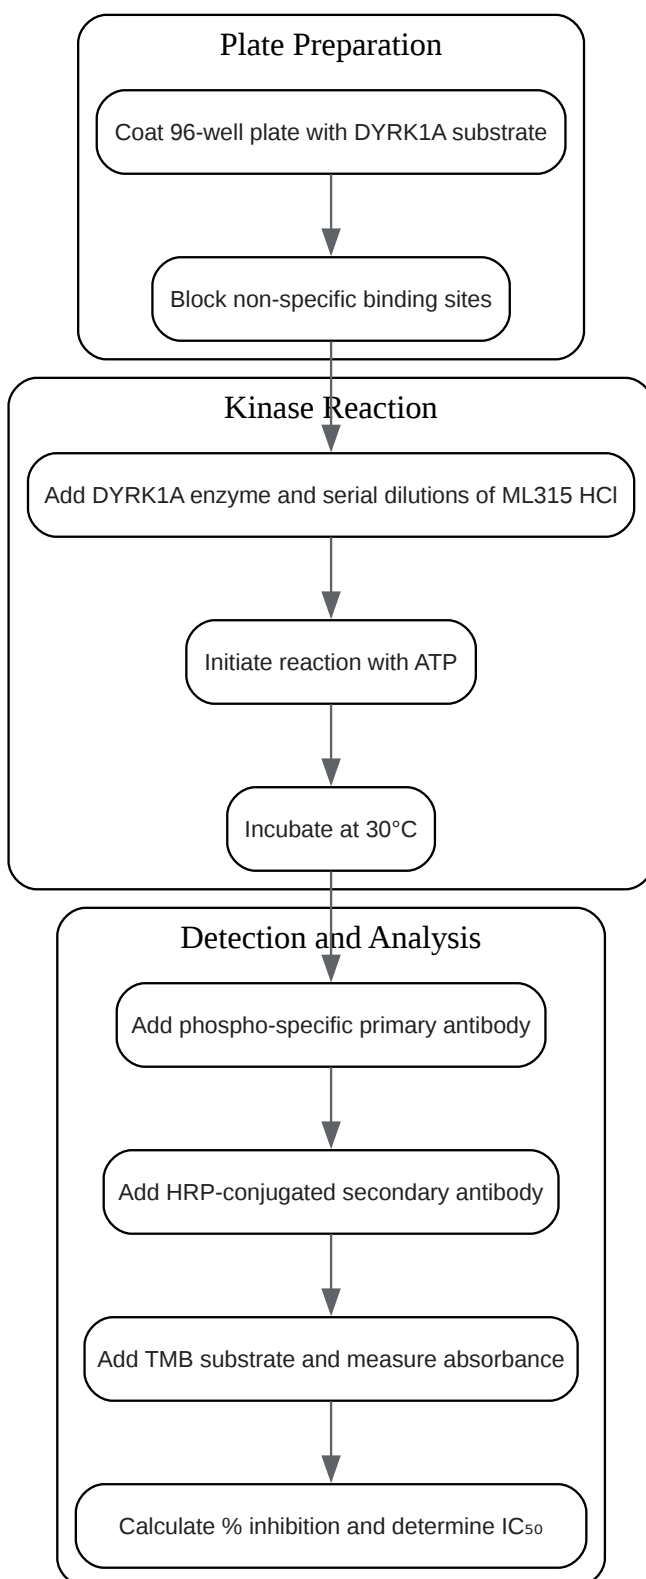 Plate Preparation
Coat 96-well plate with DYRK1A substrate
Block non-specific binding sites
Kinase Reaction
Add DYRK1A enzyme and serial dilutions of ML315 HCl
Initiate reaction with ATP
Incubate at 30°C
Detection and Analysis
Add phospho-specific primary antibody
Add HRP-conjugated secondary antibody
Add TMB substrate and measure absorbance
Calculate % inhibition and determine IC₅₀